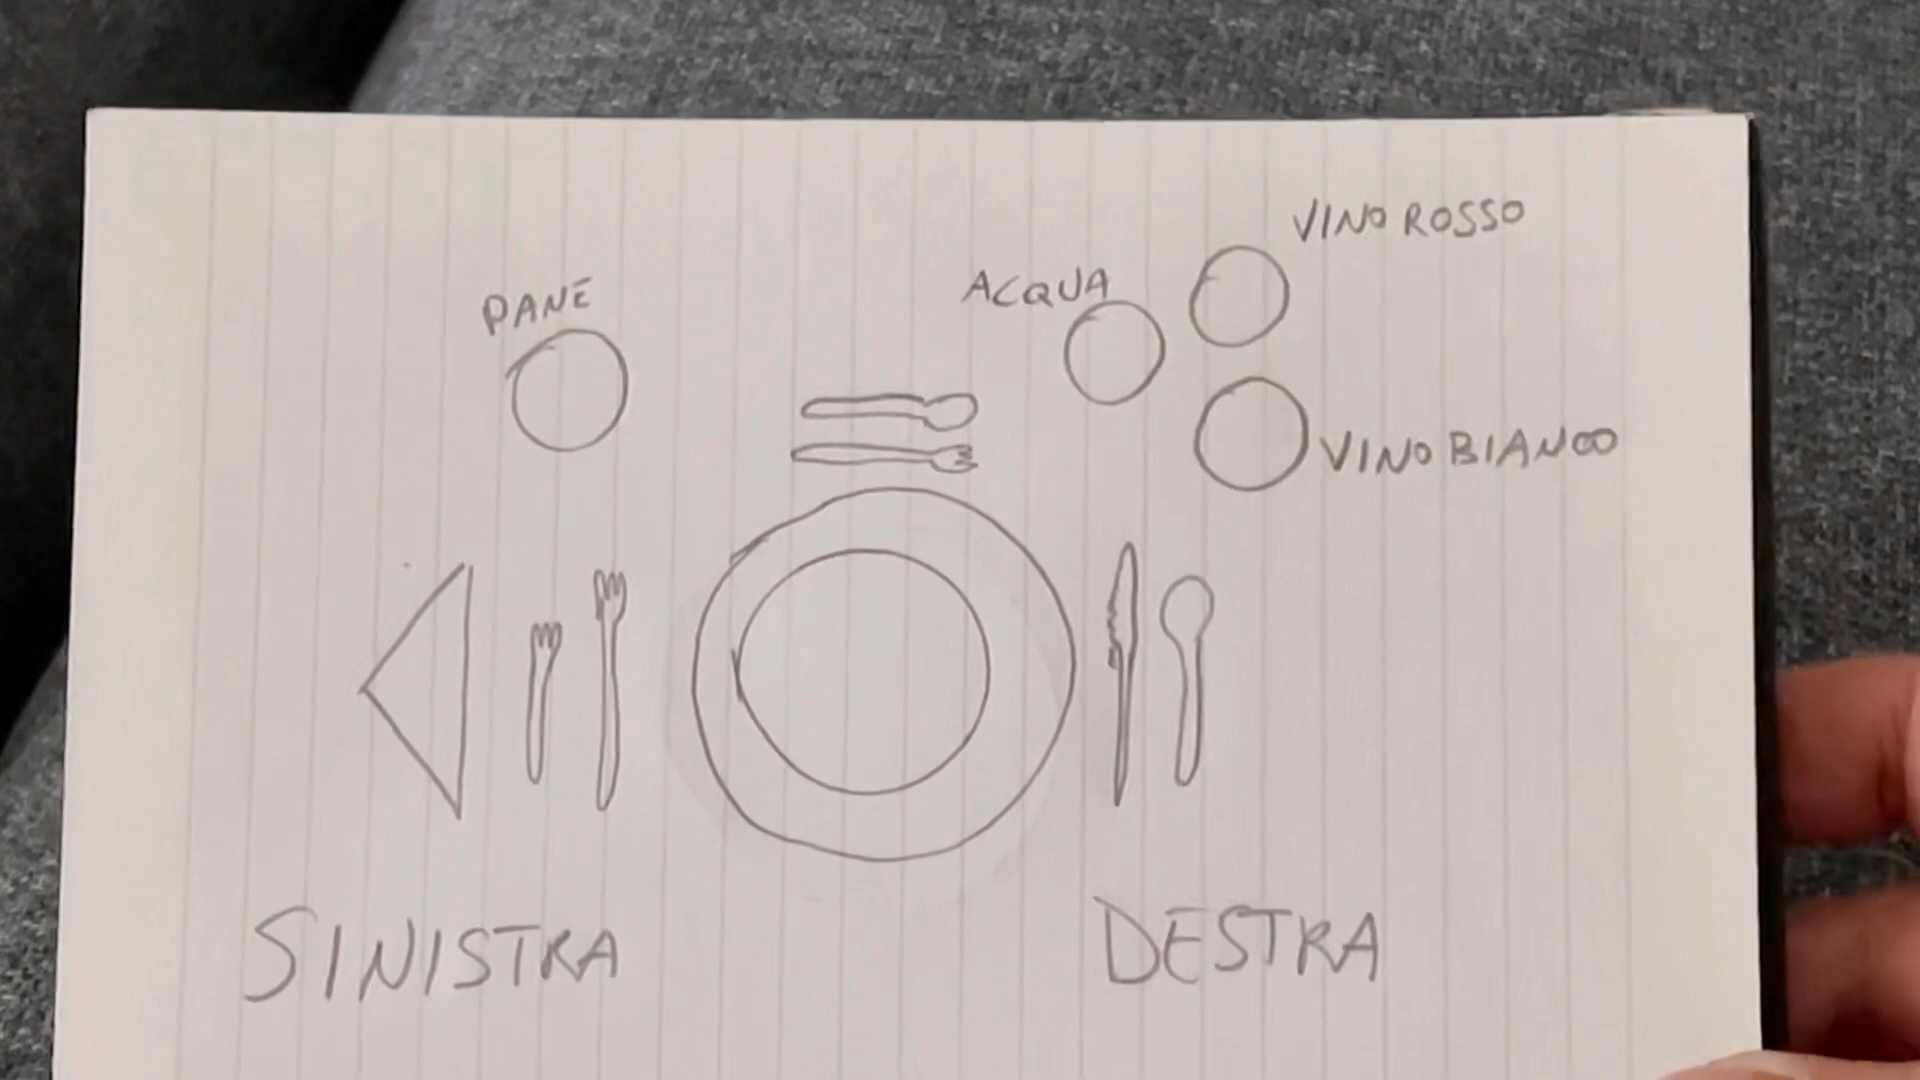 VINO ROSSO
PANE
ACQUA
VINO BIANCO
SINISTRA
DESTRA